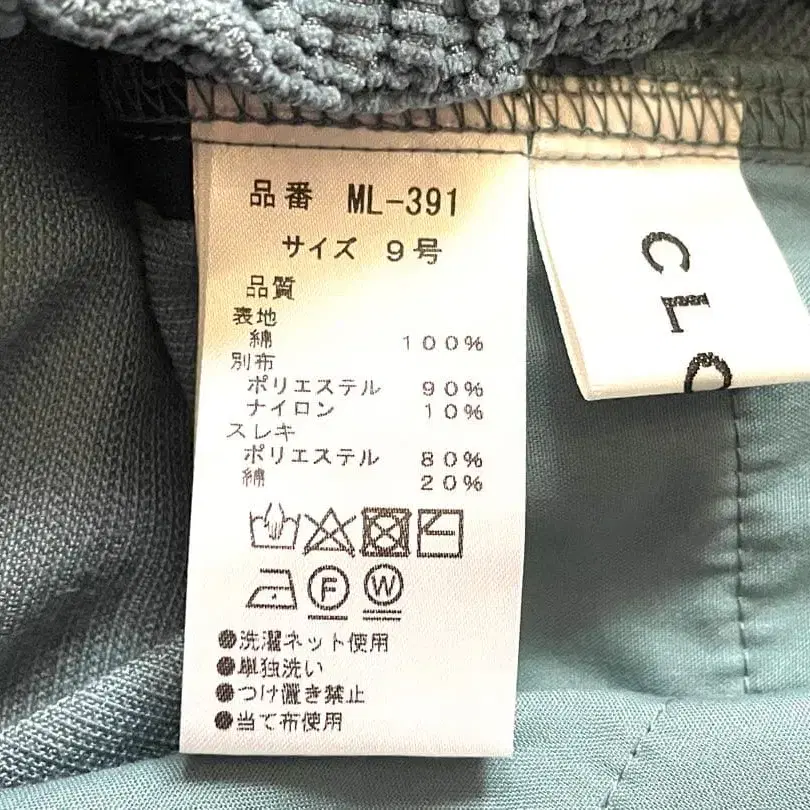 品番 ML-391
サイズ 9号
品質
表地
綿 100%
別布
ポリエステル 90%
ナイロン 10%
スレキ
ポリエステル 80%
綿 20%
F W
●洗濯ネット使用
●単独洗い
●つけ置き禁止
●当て布使用
CLO